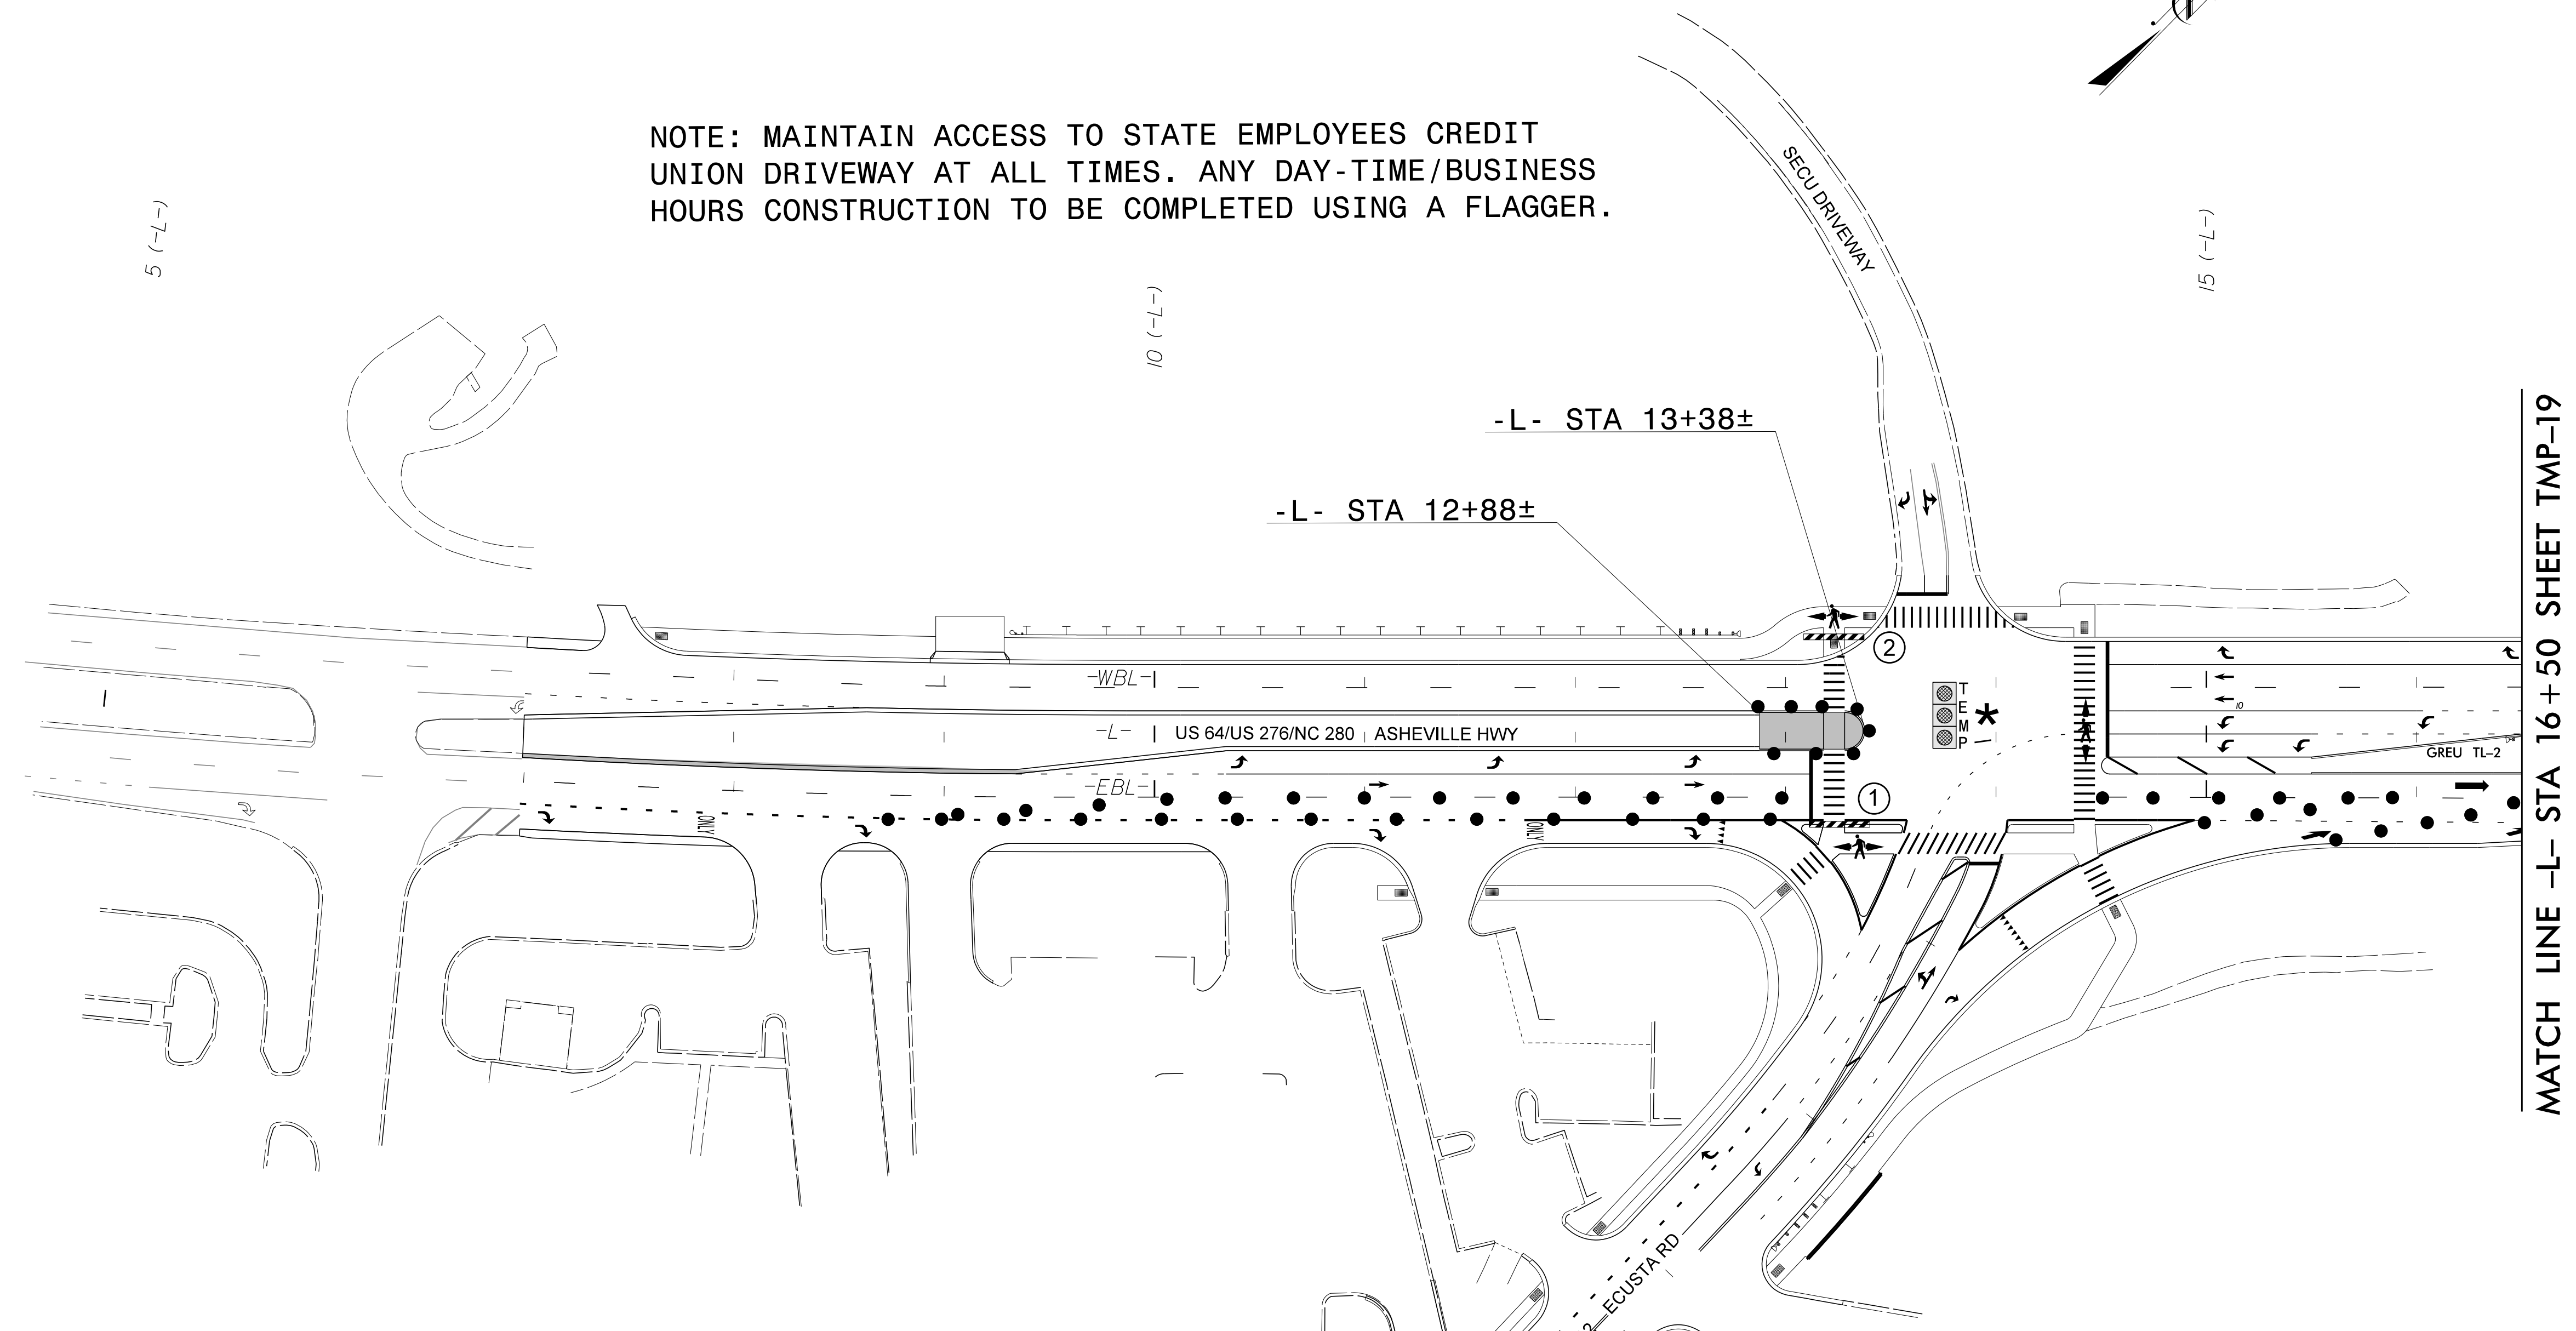 NOTE: MAINTAIN ACCESS TO STATE EMPLOYEES CREDIT
UNION DRIVEWAY AT ALL TIMES. ANY DAY-TIME/BUSINESS
HOURS CONSTRUCTION TO BE COMPLETED USING A FLAGGER.
SECU DRIVEWAY
5 (-L-)
10 (-L-)
15 (-L-)
-L- STA 13+38±
-L- STA 12+88±
MATCH LINE -L- STA 16+50 SHEET TMP-19
2
-WBL-
TEMP
*
10
-L-
US 64/US 276/NC 280 ASHEVILLE HWY
GREU TL-2
-EBL-
1
ONLY
ONLY
2
ECUSTA RD